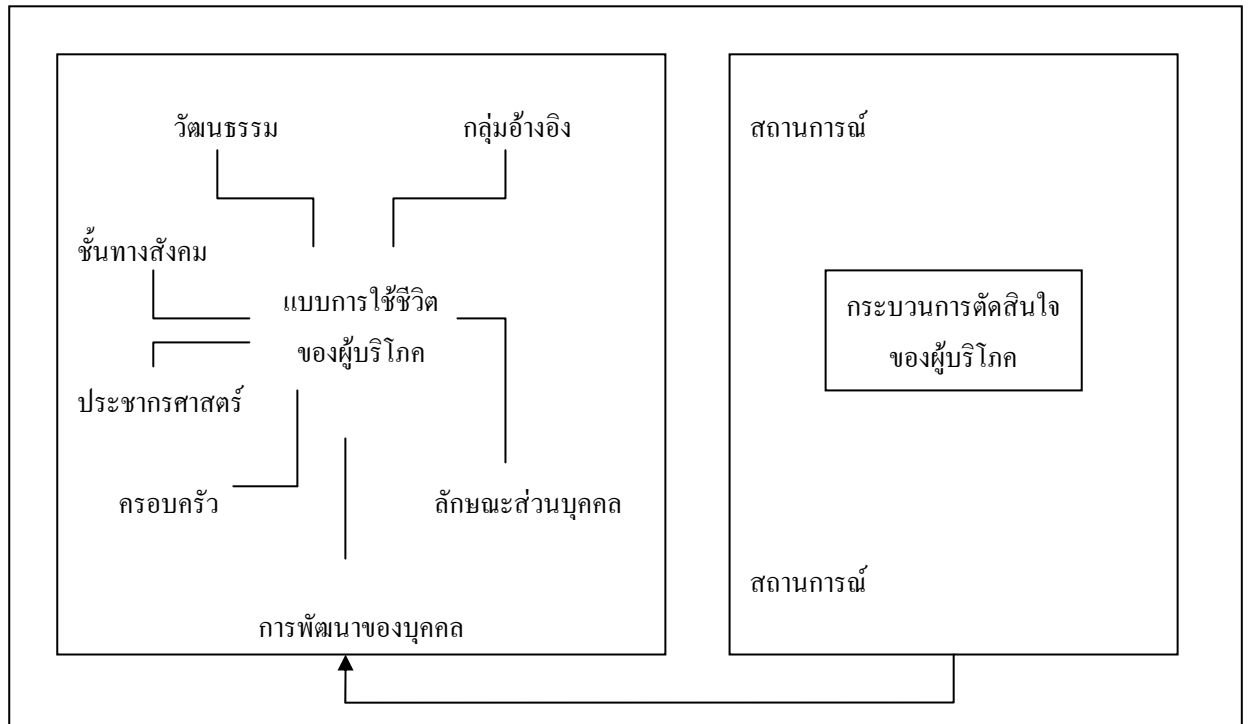 วัฒนธรรม
กลุ่มอ้างอิง
สถานการณ์
ชั้นทางสังคม
แบบการใช้ชีวิต
ของผู้บริโภค
กระบวนการตัดสินใจ
ของผู้บริโภค
ประชากรศาสตร์
ครอบครัว
ลักษณะส่วนบุคคล
สถานการณ์
การพัฒนาของบุคคล